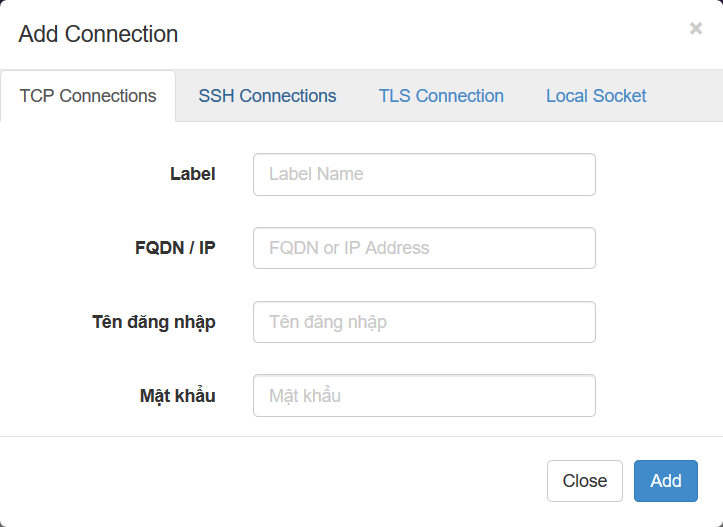 Add Connection ×
TCP Connections SSH Connections TLS Connection Local Socket
Label Label Name
FQDN / IP FQDN or IP Address
Tên đăng nhập Tên đăng nhập
Mật khẩu Mật khẩu
Close Add